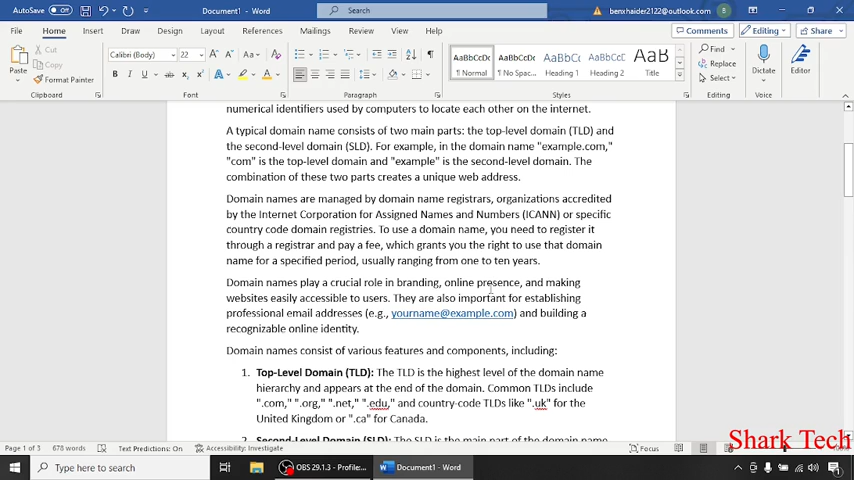 AutoSave Off Document1 - Word Search benxhaider2122@outlook.com B
File Home Insert Draw Design Layout References Mailings Review View Help Comments Editing Share
Paste Cut Copy Format Painter Clipboard
Calibri (Body) 22 Font
Paragraph
AaBbCcDc ¶ Normal AaBbCcDc ¶ No Spac... AaBbCc Heading 1 AaBbCcD Heading 2 AaB Title Styles
Find Replace Select Editing
Dictate Voice
Editor Editor
numerical identifiers used by computers to locate each other on the internet.
A typical domain name consists of two main parts: the top-level domain (TLD) and
the second-level domain (SLD). For example, in the domain name "example.com,"
"com" is the top-level domain and "example" is the second-level domain. The
combination of these two parts creates a unique web address.
Domain names are managed by domain name registrars, organizations accredited
by the Internet Corporation for Assigned Names and Numbers (ICANN) or specific
country code domain registries. To use a domain name, you need to register it
through a registrar and pay a fee, which grants you the right to use that domain
name for a specified period, usually ranging from one to ten years.
Domain names play a crucial role in branding, online presence, and making
websites easily accessible to users. They are also important for establishing
professional email addresses (e.g., yourname@example.com) and building a
recognizable online identity.
Domain names consist of various features and components, including:
1. Top-Level Domain (TLD): The TLD is the highest level of the domain name
hierarchy and appears at the end of the domain. Common TLDs include
".com," ".org," ".net," ".edu," and country-code TLDs like ".uk" for the
United Kingdom or ".ca" for Canada.
2. Second-Level Domain (SLD): The SLD is the main part of the domain name
Page 1 of 3 678 words Text Predictions: On Accessibility: Investigate Focus
Shark Tech
Type here to search OBS 29.1.3 - Profile:... Document1 - Word